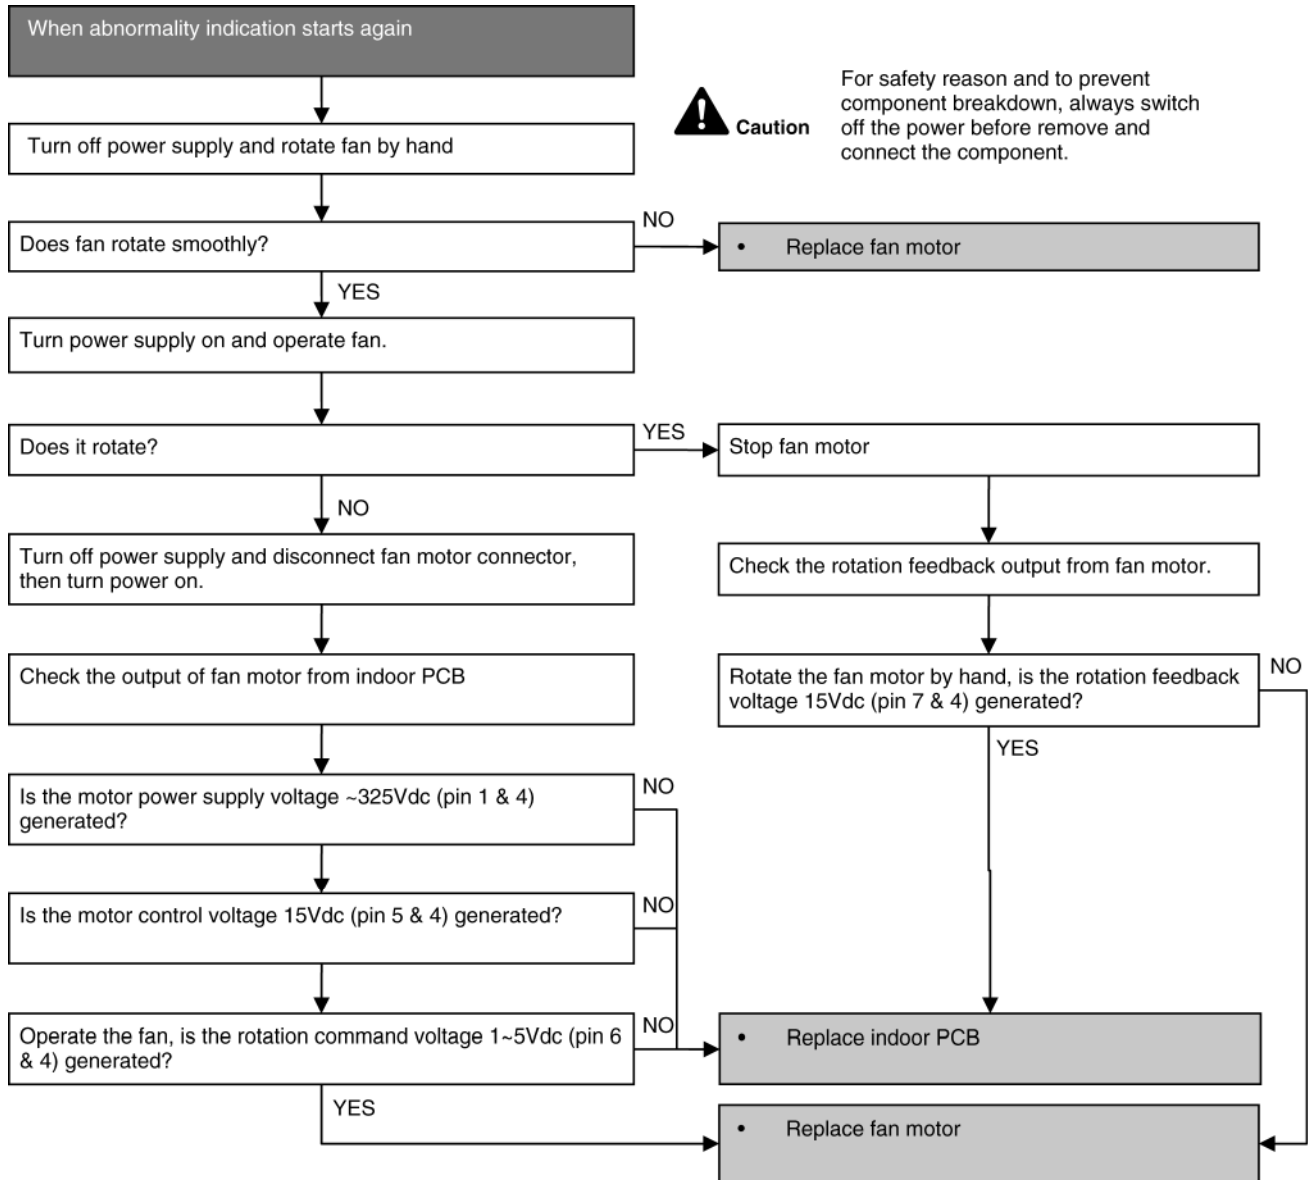 When abnormality indication starts again
For safety reason and to prevent
component breakdown, always switch
off the power before remove and
connect the component.
Caution
Turn off power supply and rotate fan by hand
Does fan rotate smoothly?
NO
• Replace fan motor
YES
Turn power supply on and operate fan.
Does it rotate?
YES
Stop fan motor
NO
Turn off power supply and disconnect fan motor connector,
then turn power on.
Check the rotation feedback output from fan motor.
Check the output of fan motor from indoor PCB
Rotate the fan motor by hand, is the rotation feedback
voltage 15Vdc (pin 7 & 4) generated?
NO
YES
Is the motor power supply voltage ~325Vdc (pin 1 & 4)
generated?
NO
Is the motor control voltage 15Vdc (pin 5 & 4) generated?
NO
Operate the fan, is the rotation command voltage 1~5Vdc (pin 6
& 4) generated?
NO
• Replace indoor PCB
YES
• Replace fan motor